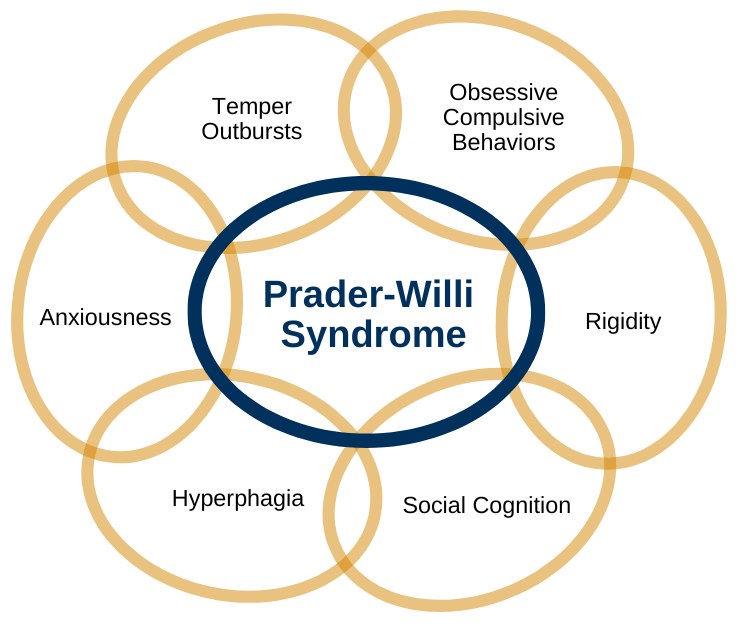 Temper
Outbursts
Obsessive
Compulsive
Behaviors
Anxiousness
Prader-Willi
Syndrome
Rigidity
Hyperphagia
Social Cognition